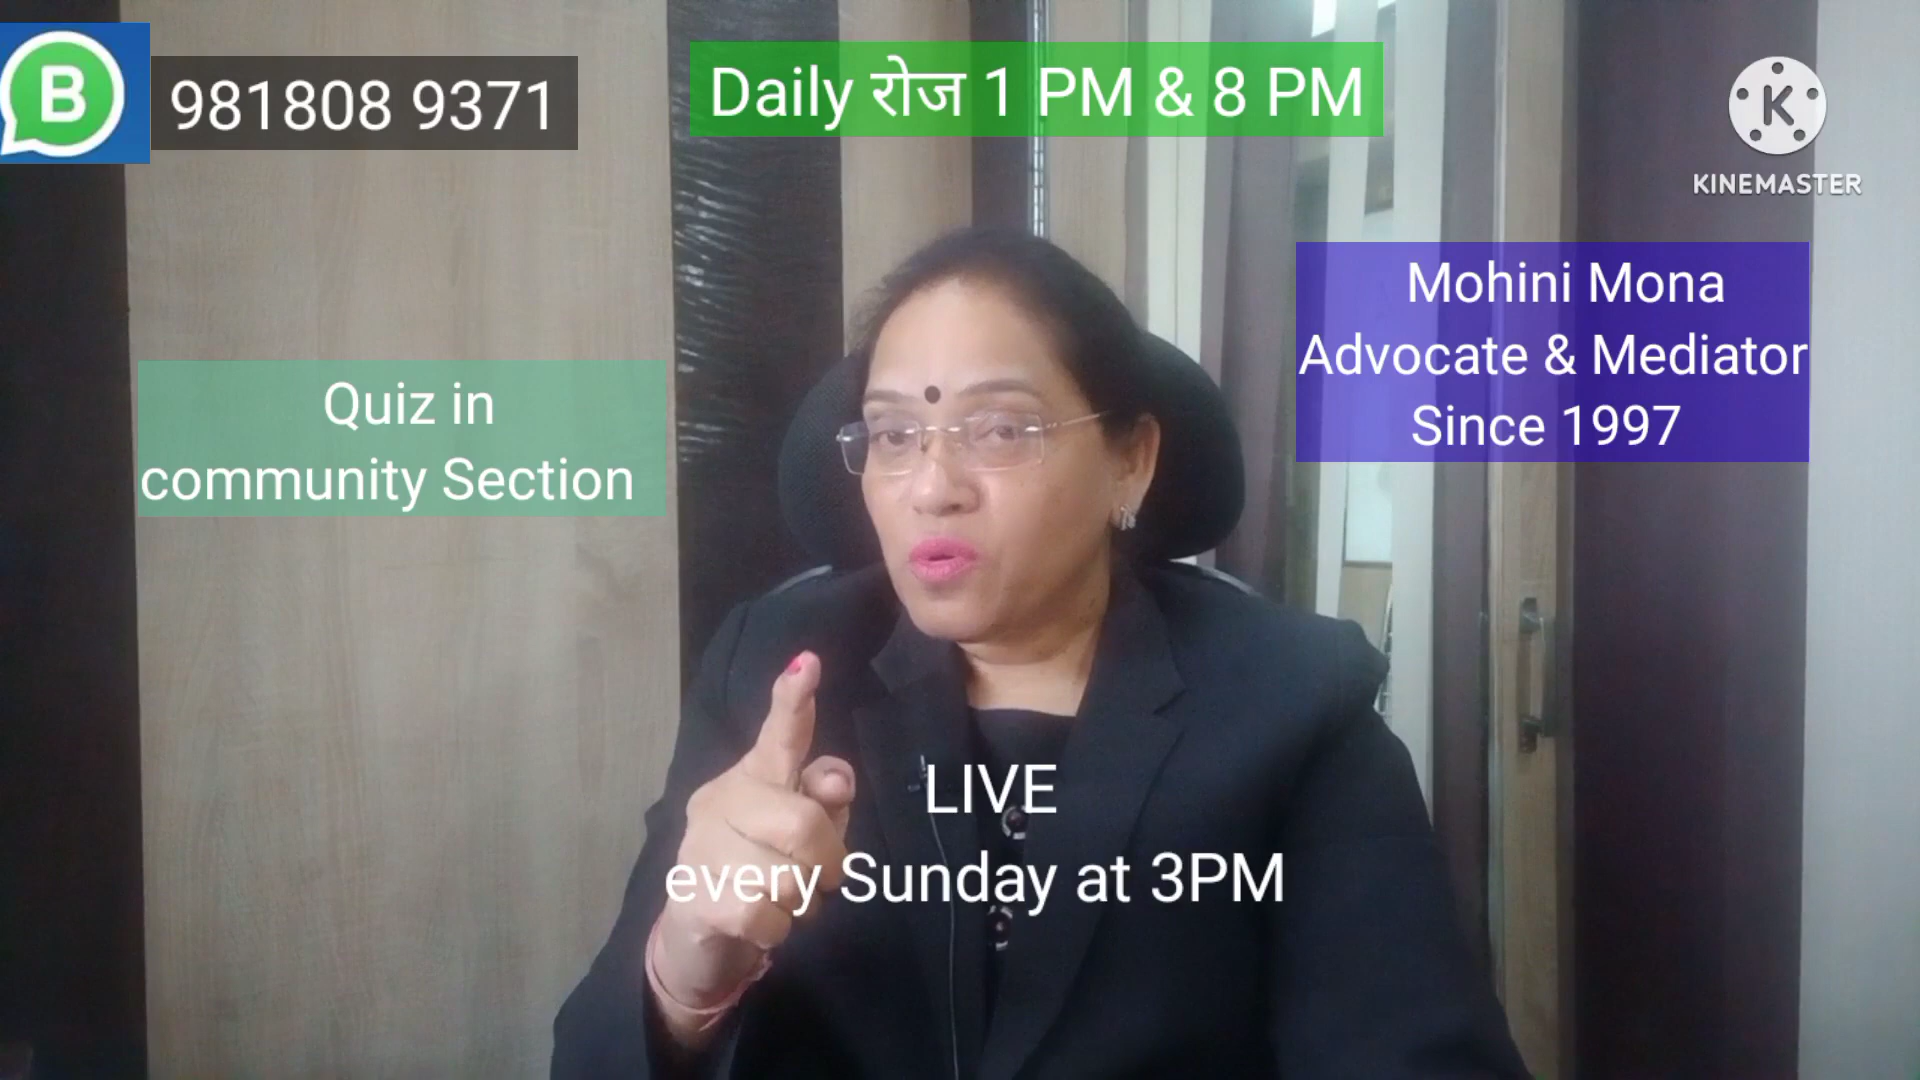 B
981808 9371
Daily रोज 1 PM & 8 PM
K
KINEMASTER
Mohini Mona
Advocate & Mediator
Since 1997
Quiz in
community Section
LIVE
every Sunday at 3PM